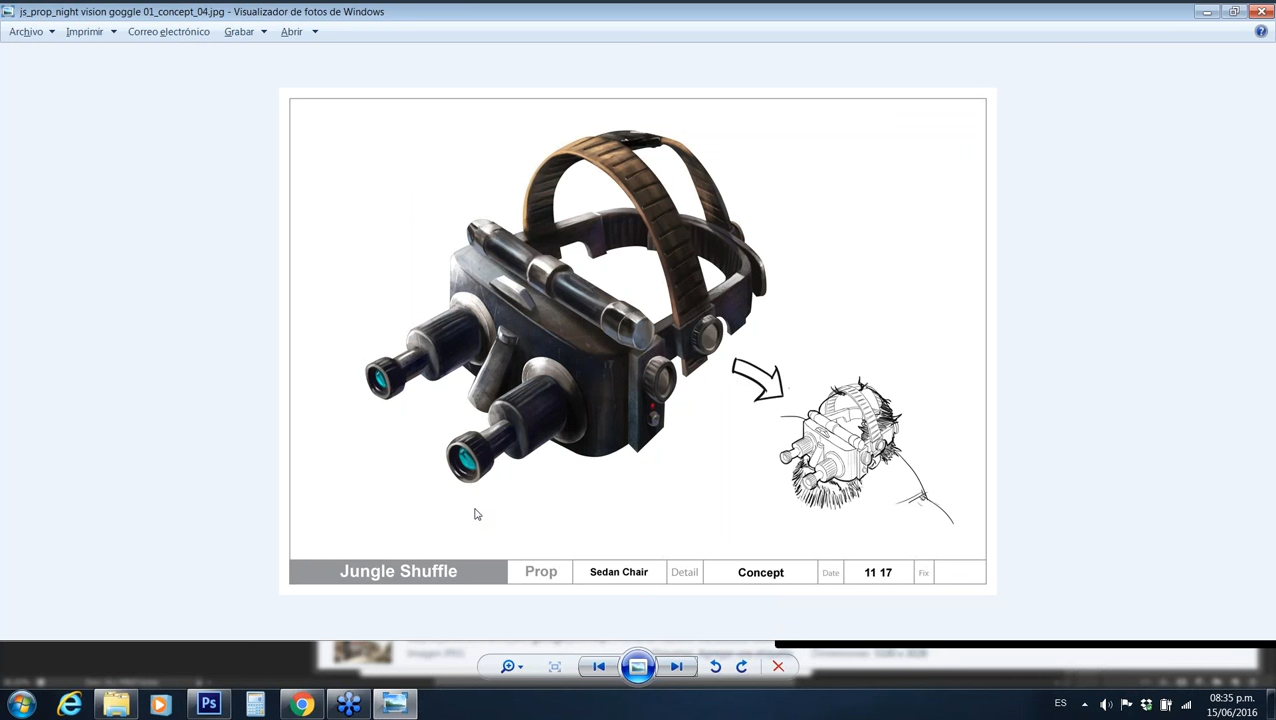 js_prop_night vision goggle 01_concept_04.jpg - Visualizador de fotos de Windows
Archivo Imprimir Correo electrónico Grabar Abrir
Jungle Shuffle Prop Sedan Chair Detail Concept Date 11 17 Fix
Ps ES 08:35 p.m.
15/06/2016